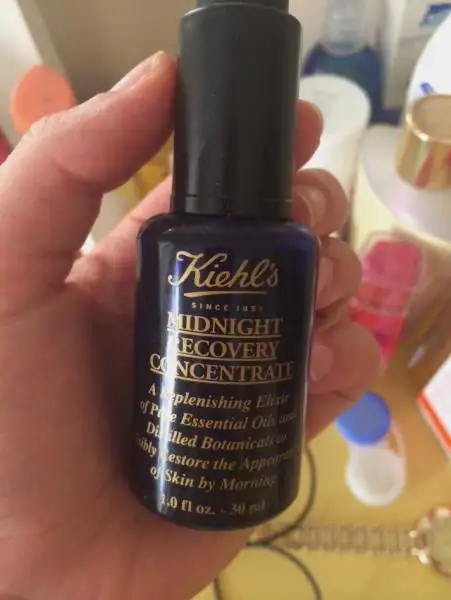 Kiehl's
SINCE 1851
MIDNIGHT
RECOVERY
CONCENTRATE
A Replenishing Elixir
of Pure Essential Oils and
Distilled Botanicals to
Restore the Appearance
of Skin by Morning
1.0 fl oz. - 30 ml